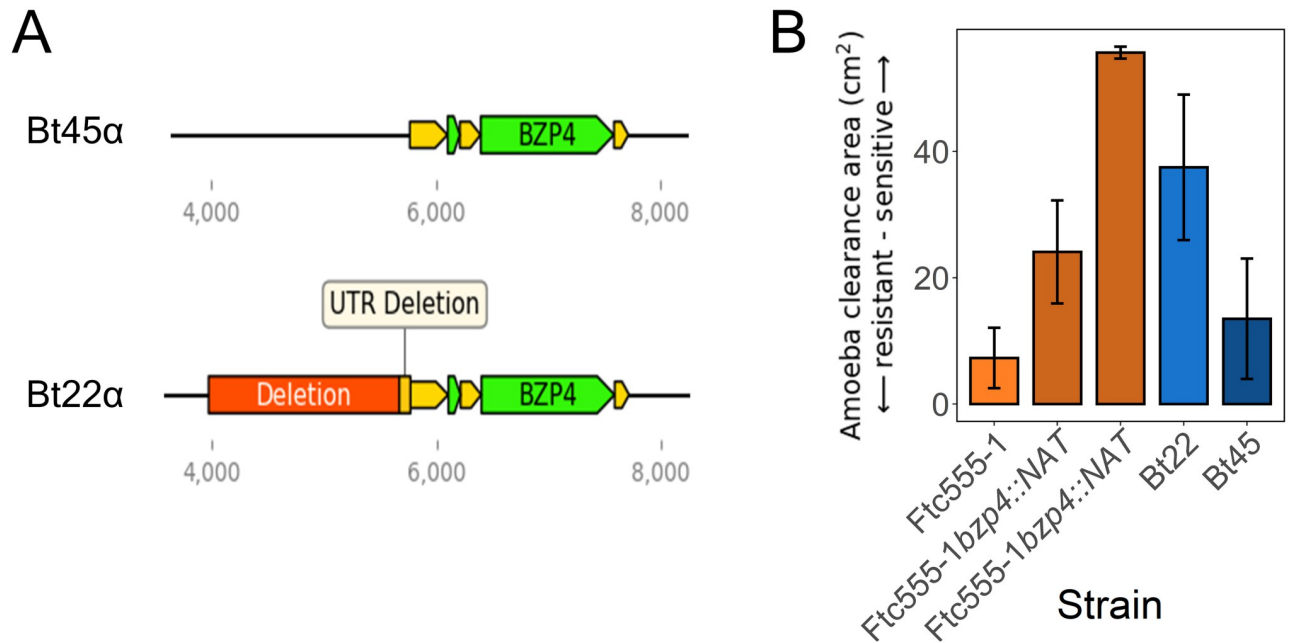 A
Bt45α
BZP4
4,000
6,000
8,000
UTR Deletion
Bt22α
Deletion
BZP4
4,000
6,000
8,000
B
Amoeba clearance area (cm²)
⟵ resistant - sensitive ⟶
40
20
0
Ftc555-1
Ftc555-1bzp4::NAT
Ftc555-1bzp4::NAT
Bt22
Bt45
Strain